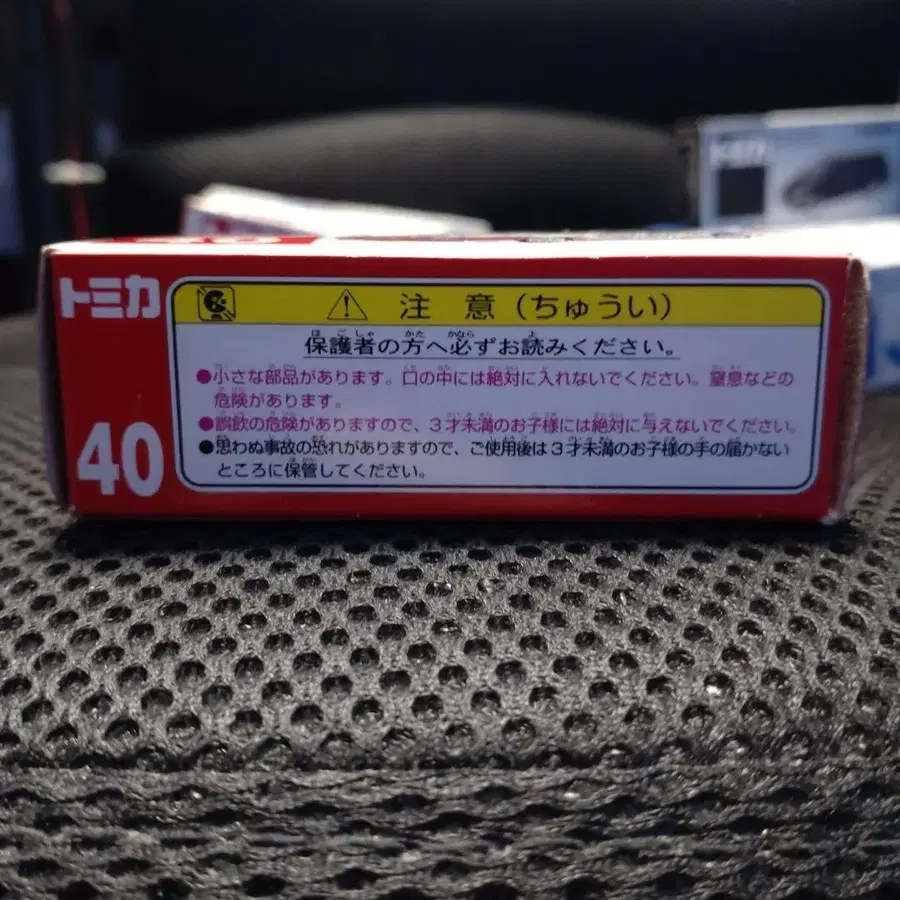 トミカ
40
注 意(ちゅうい)
保護者の方へ必ずお読みください。
●小さな部品があります。口の中には絶対に入れないでください。窒息などの
危険があります。
●誤飲の危険がありますので、3才未満のお子様には絶対に与えないでください。
●思わぬ事故の恐れがありますので、ご使用後は3才未満のお子様の手の届かない
ところに保管してください。
トミカ